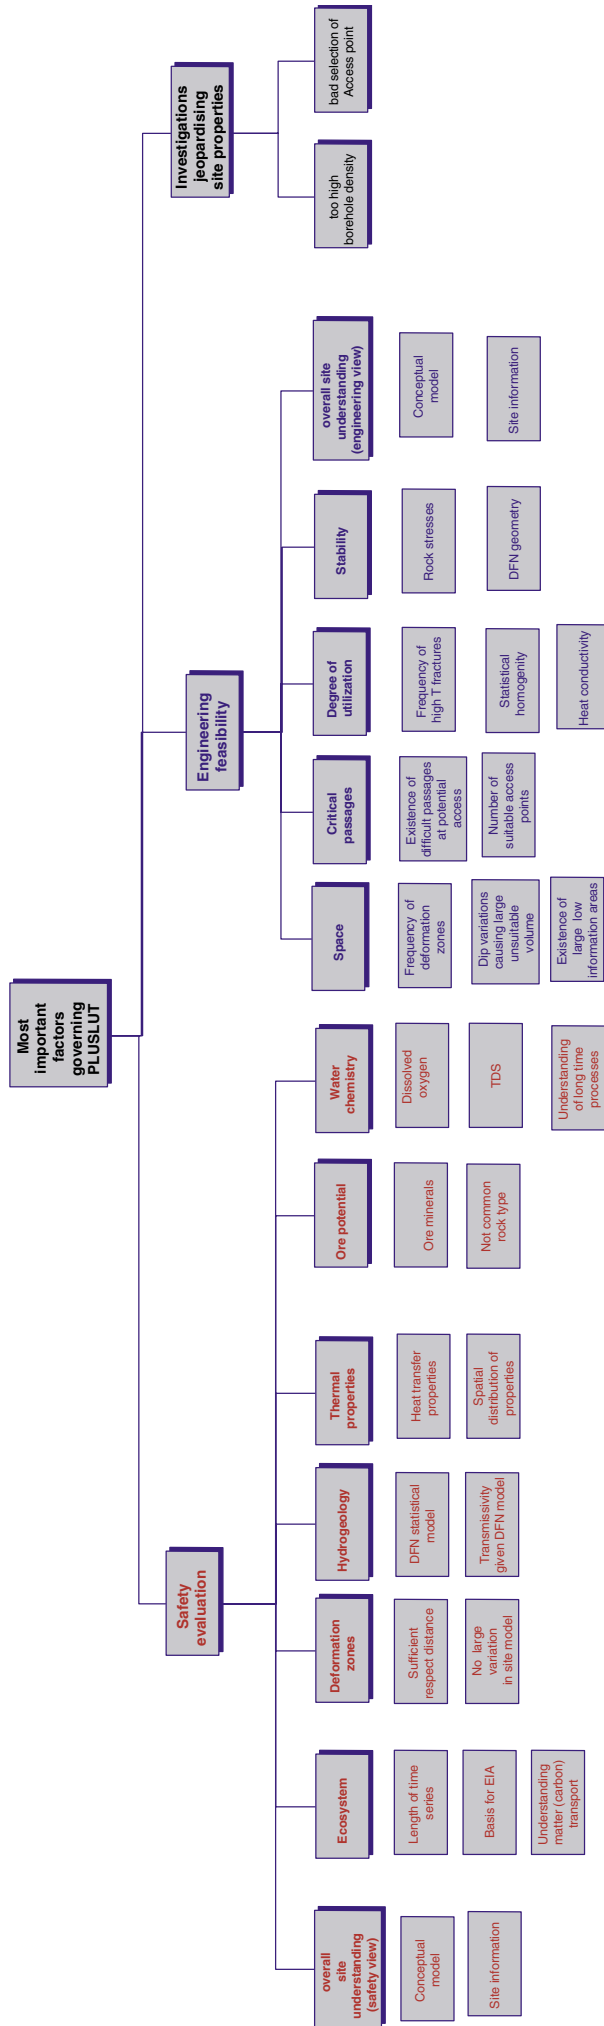 Most
important
factors
governing
PLUSLUT
Safety
evaluation
Engineering
feasibility
Investigations
jeopardising
site properties
overall
site
understanding
(safety view)
Conceptual
model
Site information
Ecosystem
Length of time
series
Basis for EIA
Understanding
matter (carbon)
transport
Deformation
zones
Sufficient
respect distance
No large
variation
in site model
Hydrogeology
DFN statistical
model
Transmissivity
given DFN model
Thermal
properties
Heat transfer
properties
Spatial
distribution of
properties
Ore potential
Ore minerals
Not common
rock type
Water
chemistry
Dissolved
oxygen
TDS
Understanding
of long time
processes
Space
Frequency of
deformation
zones
Dip variations
causing large
unsuitable
volume
Existence of
large low
information areas
Critical
passages
Existence of
difficult passages
at potential
access
Number of
suitable access
points
Degree of
utilization
Frequency of
high T fractures
Statistical
homogenity
Heat conductivity
Stability
Rock stresses
DFN geometry
overall site
understanding
(engineering view)
Conceptual
model
Site information
too high
borehole density
bad selection of
Access point